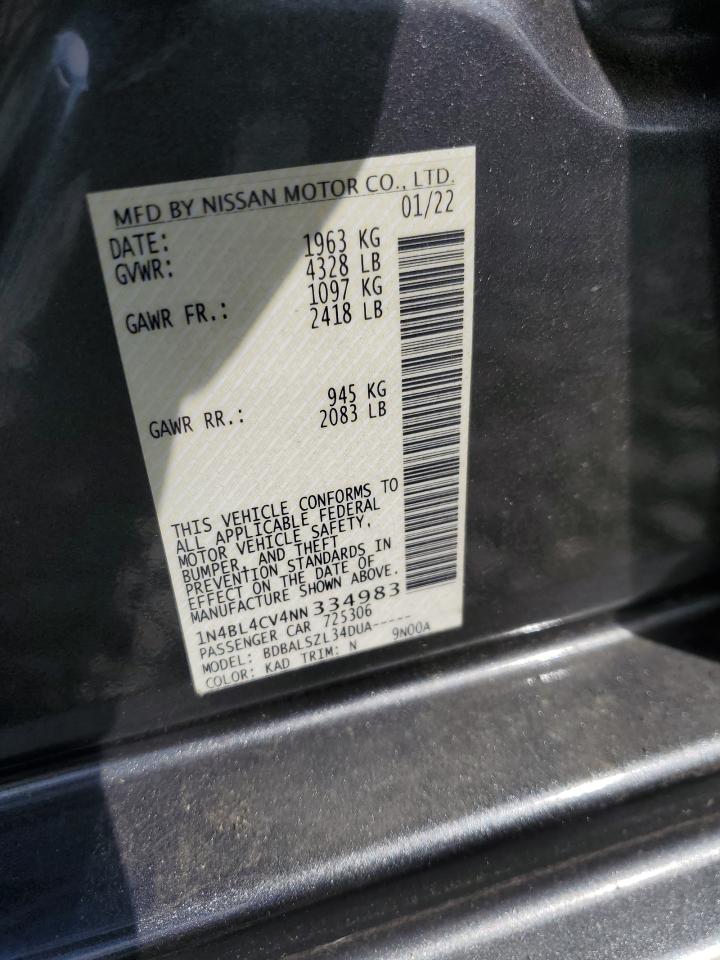 MFD BY NISSAN MOTOR CO., LTD.
DATE: 01/22
GVWR: 1963 KG
4328 LB
GAWR FR.: 1097 KG
2418 LB
GAWR RR.: 945 KG
2083 LB
THIS VEHICLE CONFORMS TO
ALL APPLICABLE FEDERAL
MOTOR VEHICLE SAFETY,
BUMPER, AND THEFT
PREVENTION STANDARDS IN
EFFECT ON THE DATE OF
MANUFACTURE SHOWN ABOVE.
1N4BL4CV4NN 334983
PASSENGER CAR 725306
MODEL: BDBALSZL34DUA-----
COLOR: KAD TRIM: N 9N00A